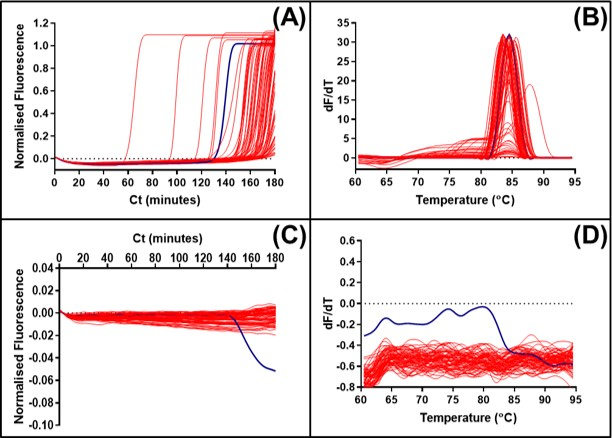 (A)
Normalised Fluorescence
1.2
1.0
0.8
0.6
0.4
0.2
0.0
0 20 40 60 80 100 120 140 160 180
Ct (minutes)
(B)
dF/dT
35
30
25
20
15
10
5
0
60 65 70 75 80 85 90 95
Temperature (°C)
(C)
Ct (minutes)
0 20 40 60 80 100 120 140 160 180
Normalised Fluorescence
0.04
0.02
0.00
-0.02
-0.04
-0.06
-0.08
-0.10
(D)
dF/dT
0.6
0.4
0.2
0.0
-0.2
-0.4
-0.6
-0.8
60 65 70 75 80 85 90 95
Temperature (°C)